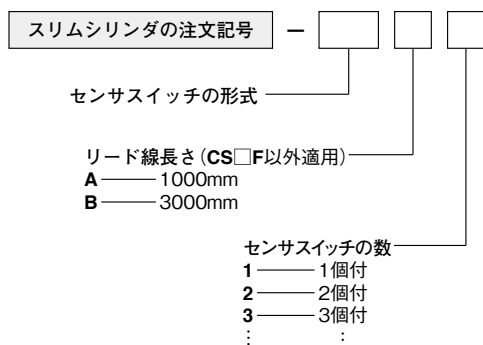 スリムシリンダの注文記号 －
センサスイッチの形式
リード線長さ（CS□F以外適用）
A 1000mm
B 3000mm
センサスイッチの数
1 1個付
2 2個付
3 3個付
： ：